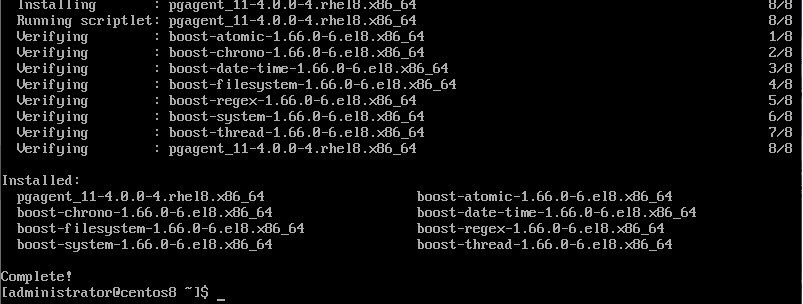 Installing       : pgagent_11-4.0.0-4.rhel8.x86_64                                           8/8
Running scriptlet: pgagent_11-4.0.0-4.rhel8.x86_64                                           8/8
Verifying        : boost-atomic-1.66.0-6.el8.x86_64                                          1/8
Verifying        : boost-chrono-1.66.0-6.el8.x86_64                                          2/8
Verifying        : boost-date-time-1.66.0-6.el8.x86_64                                       3/8
Verifying        : boost-filesystem-1.66.0-6.el8.x86_64                                      4/8
Verifying        : boost-regex-1.66.0-6.el8.x86_64                                           5/8
Verifying        : boost-system-1.66.0-6.el8.x86_64                                          6/8
Verifying        : boost-thread-1.66.0-6.el8.x86_64                                          7/8
Verifying        : pgagent_11-4.0.0-4.rhel8.x86_64                                           8/8
Installed:
pgagent_11-4.0.0-4.rhel8.x86_64                   boost-atomic-1.66.0-6.el8.x86_64
boost-chrono-1.66.0-6.el8.x86_64                  boost-date-time-1.66.0-6.el8.x86_64
boost-filesystem-1.66.0-6.el8.x86_64              boost-regex-1.66.0-6.el8.x86_64
boost-system-1.66.0-6.el8.x86_64                  boost-thread-1.66.0-6.el8.x86_64
Complete!
[administrator@centos8 ~]$ _